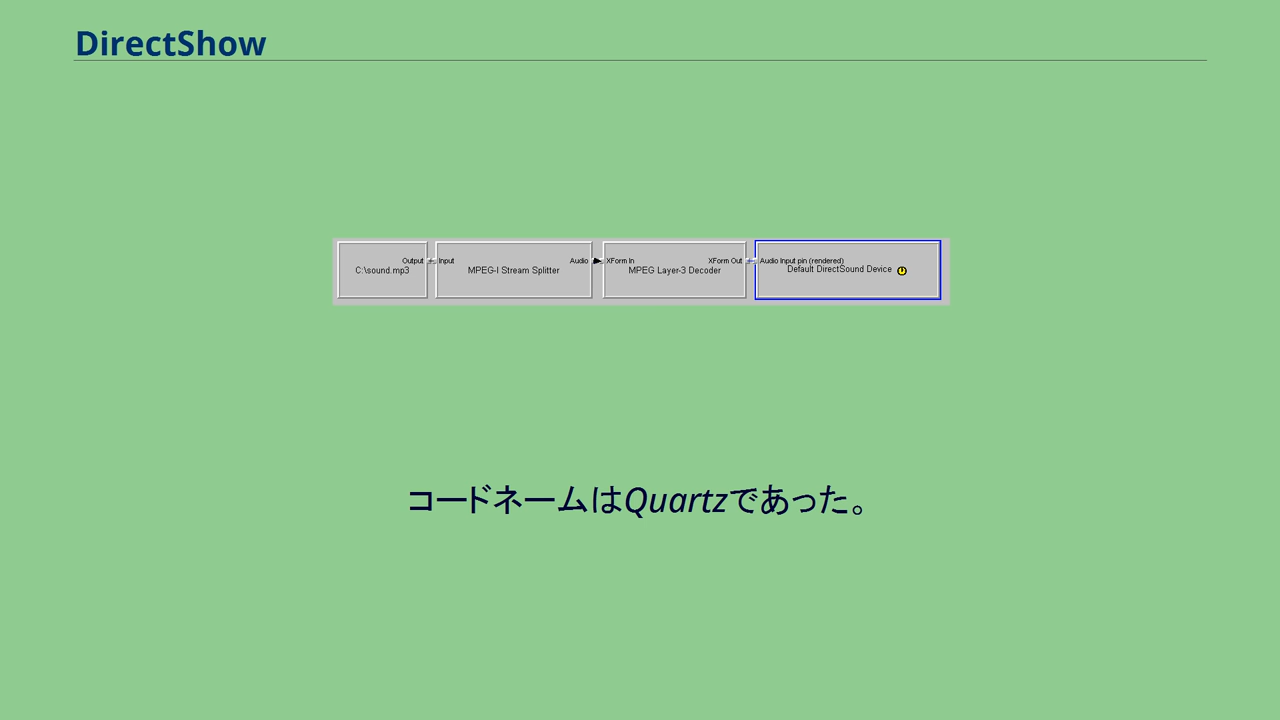 DirectShow
Output Input Audio XForm In XForm Out Audio Input pin (rendered)
C:\sound.mp3 MPEG-I Stream Splitter MPEG Layer-3 Decoder Default DirectSound Device
コードネームはQuartzであった。